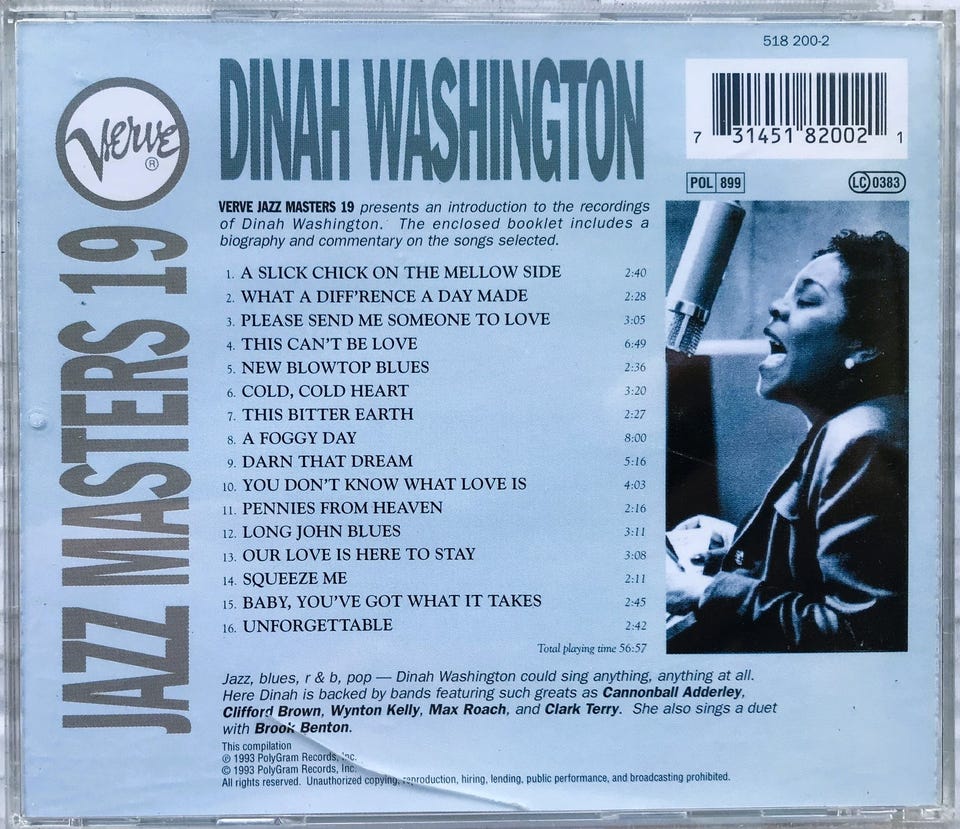 518 200-2
Verve®
DINAH WASHINGTON
7 31451 82002 1
POL 899
LC 0383
JAZZ MASTERS 19
VERVE JAZZ MASTERS 19 presents an introduction to the recordings
of Dinah Washington. The enclosed booklet includes a
biography and commentary on the songs selected.
1. A SLICK CHICK ON THE MELLOW SIDE 2:40
2. WHAT A DIFF'RENCE A DAY MADE 2:28
3. PLEASE SEND ME SOMEONE TO LOVE 3:05
4. THIS CAN'T BE LOVE 6:49
5. NEW BLOWTOP BLUES 2:36
6. COLD, COLD HEART 3:20
7. THIS BITTER EARTH 2:27
8. A FOGGY DAY 8:00
9. DARN THAT DREAM 5:16
10. YOU DON'T KNOW WHAT LOVE IS 4:03
11. PENNIES FROM HEAVEN 2:16
12. LONG JOHN BLUES 3:11
13. OUR LOVE IS HERE TO STAY 3:08
14. SQUEEZE ME 2:11
15. BABY, YOU'VE GOT WHAT IT TAKES 2:45
16. UNFORGETTABLE 2:42
Total playing time 56:57
Jazz, blues, r & b, pop — Dinah Washington could sing anything, anything at all.
Here Dinah is backed by bands featuring such greats as Cannonball Adderley,
Clifford Brown, Wynton Kelly, Max Roach, and Clark Terry. She also sings a duet
with Brook Benton.
This compilation
℗ 1993 PolyGram Records, Inc.
© 1993 PolyGram Records, Inc.
All rights reserved. Unauthorized copying, reproduction, hiring, lending, public performance, and broadcasting prohibited.